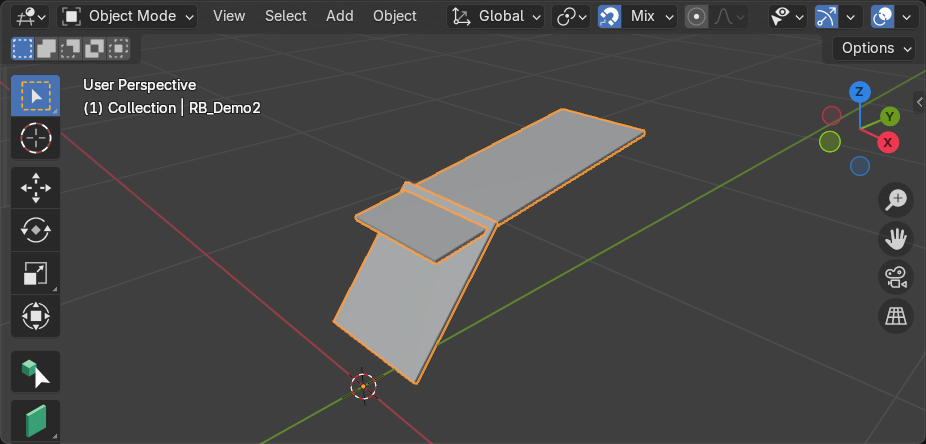 Object Mode View Select Add Object Global Mix
Options
User Perspective
(1) Collection | RB_Demo2
Z
Y
X